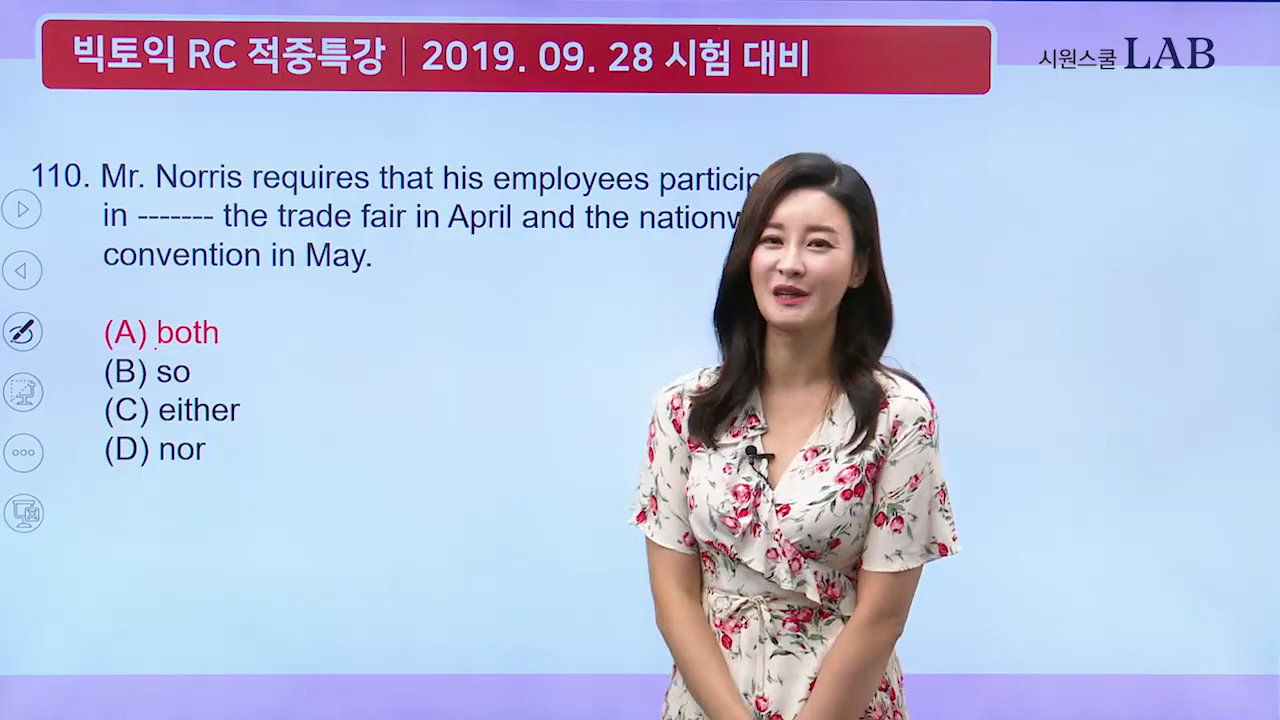 빅토익 RC 적중특강 | 2019. 09. 28 시험 대비
시원스쿨 LAB
110. Mr. Norris requires that his employees
in ------- the trade fair in April and the
convention in May.
(A) both
(B) so
(C) either
(D) nor